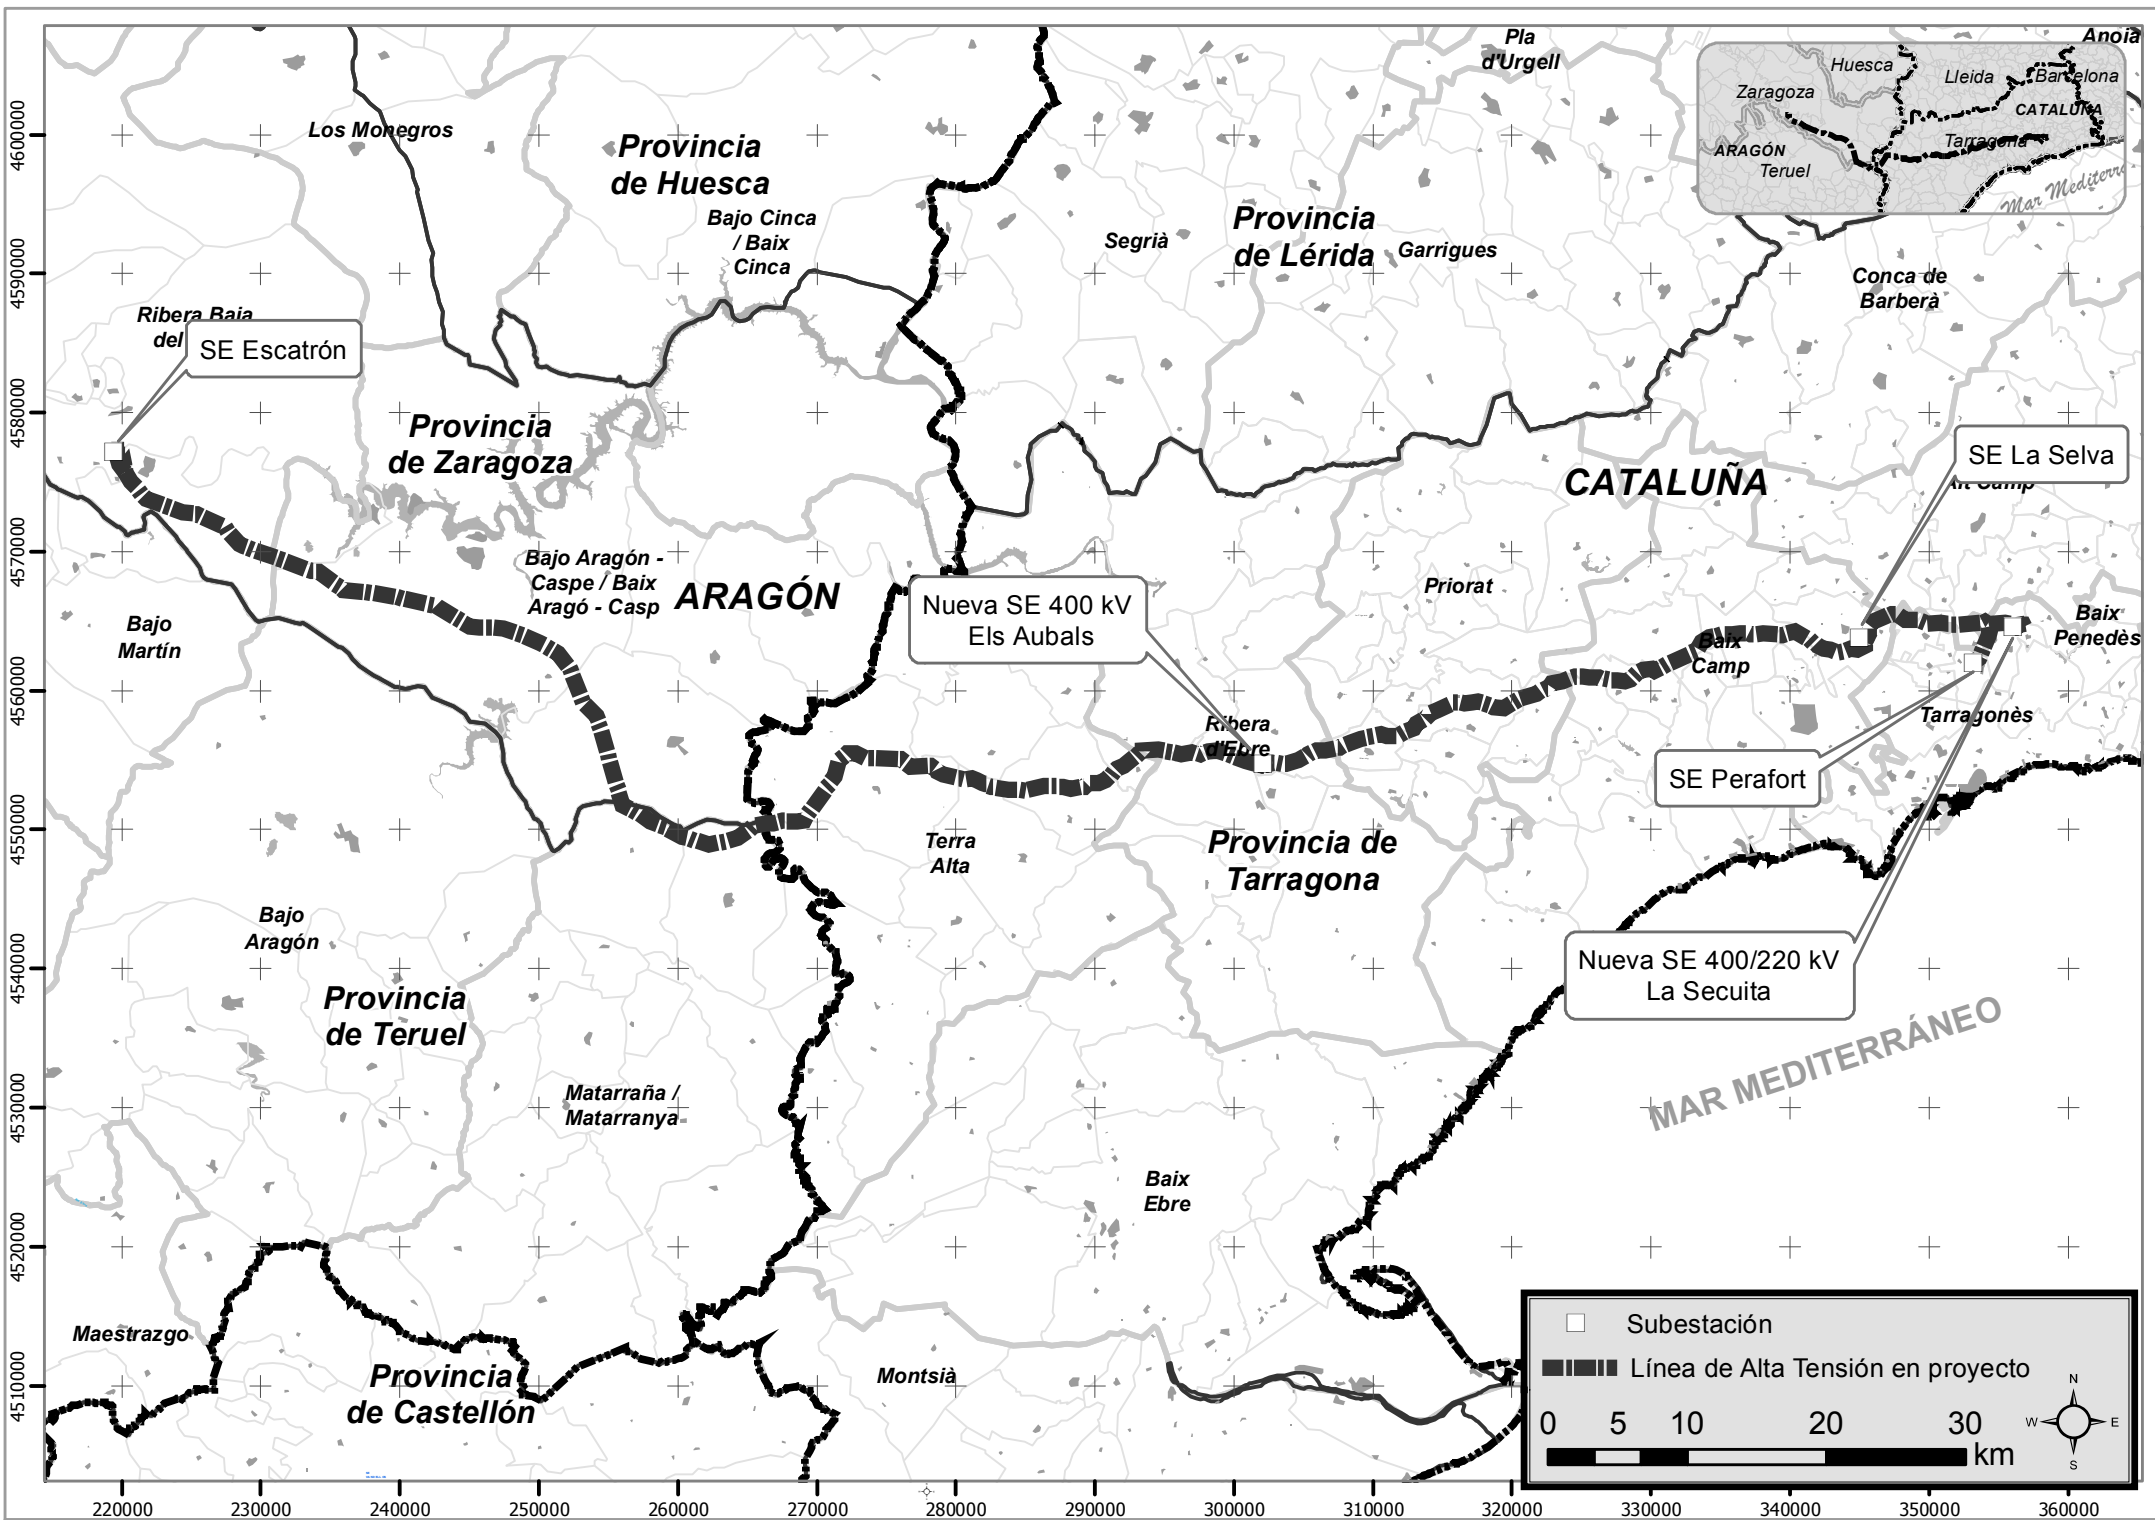 Pla
d'Urgell
Anoia
Huesca
Lleida
Barcelona
Zaragoza
CATALUÑA
Tarragona
ARAGÓN
Teruel
Mar Mediterr
Los Monegros
Provincia
de Huesca
Bajo Cinca
/ Baix
Cinca
Segrià
Provincia
de Lérida
Garrigues
Conca de
Barberà
Ribera Baja
del
SE Escatrón
Provincia
de Zaragoza
CATALUÑA
SE La Selva
Alt Camp
Bajo Aragón -
Caspe / Baix
Aragó - Casp
ARAGÓN
Nueva SE 400 kV
Els Aubals
Priorat
Bajo
Martín
Baix
Camp
Baix
Penedès
Ribera
d'Ebre
Tarragonès
SE Perafort
Terra
Alta
Provincia de
Tarragona
Bajo
Aragón
Nueva SE 400/220 kV
La Secuita
Provincia
de Teruel
MAR MEDITERRÁNEO
Matarraña /
Matarranya
Baix
Ebre
Maestrazgo
Provincia
de Castellón
Montsià
Subestación
Línea de Alta Tensión en proyecto
0 5 10 20 30
km
N
W E
S
4600000
4590000
4580000
4570000
4560000
4550000
4540000
4530000
4520000
4510000
220000 230000 240000 250000 260000 270000 280000 290000 300000 310000 320000 330000 340000 350000 360000